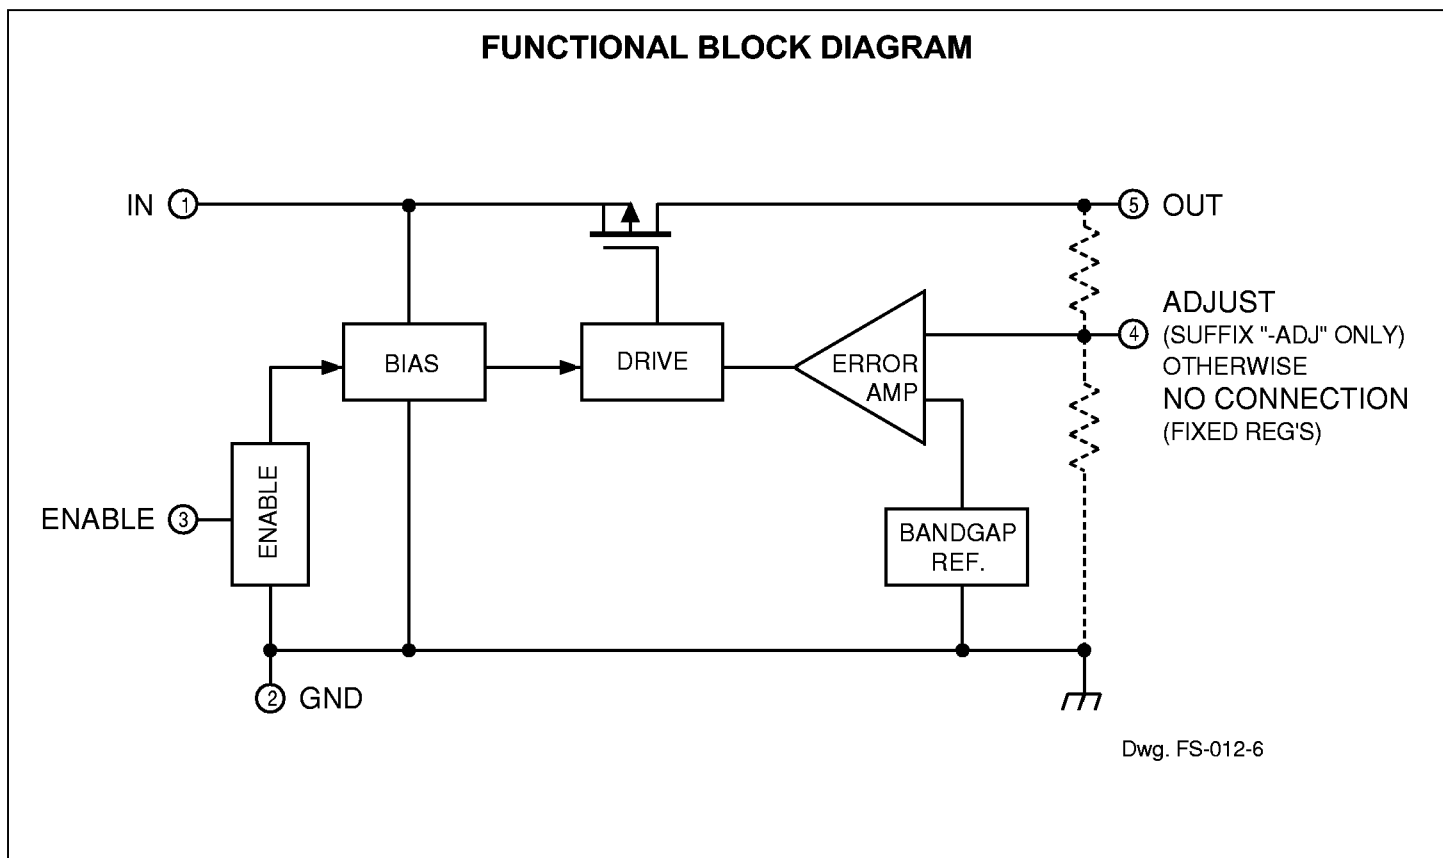 FUNCTIONAL BLOCK DIAGRAM
IN 1
5 OUT
ADJUST
4 (SUFFIX "-ADJ" ONLY)
OTHERWISE
NO CONNECTION
(FIXED REG'S)
BIAS
DRIVE
ERROR
AMP
ENABLE 3
ENABLE
BANDGAP
REF.
2 GND
Dwg. FS-012-6